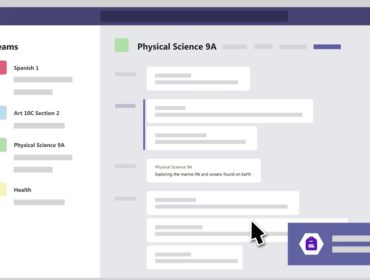 eams
Spanish 1
Art 10C Section 2
Physical Science 9A
Health
Physical Science 9A
Physical Science 9A
Exploring the marine life and oceans found on Earth